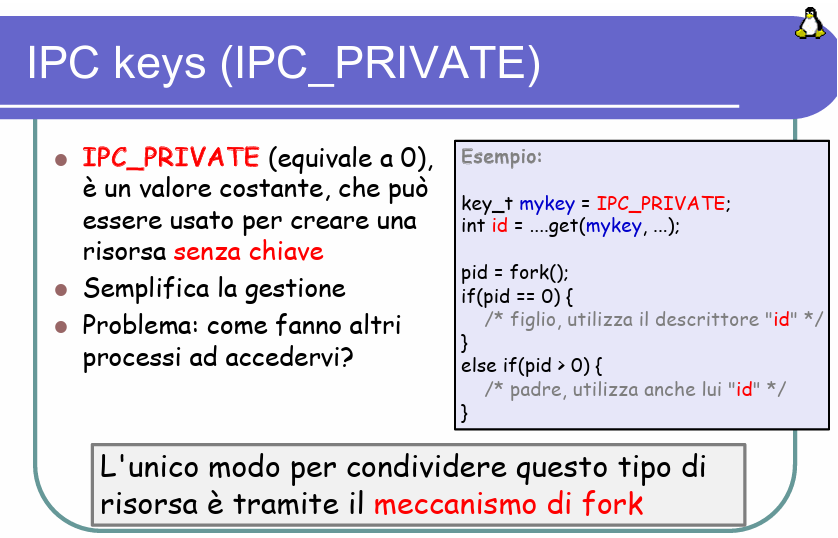 IPC keys (IPC_PRIVATE)
IPC_PRIVATE (equivale a 0),
è un valore costante, che può
essere usato per creare una
risorsa senza chiave
Semplifica la gestione
Problema: come fanno altri
processi ad accedervi?
Esempio:
key_t mykey = IPC_PRIVATE;
int id = ....get(mykey, ...);
pid = fork();
if(pid == 0) {
/* figlio, utilizza il descrittore "id" */
}
else if(pid > 0) {
/* padre, utilizza anche lui "id" */
}
L'unico modo per condividere questo tipo di
risorsa è tramite il meccanismo di fork